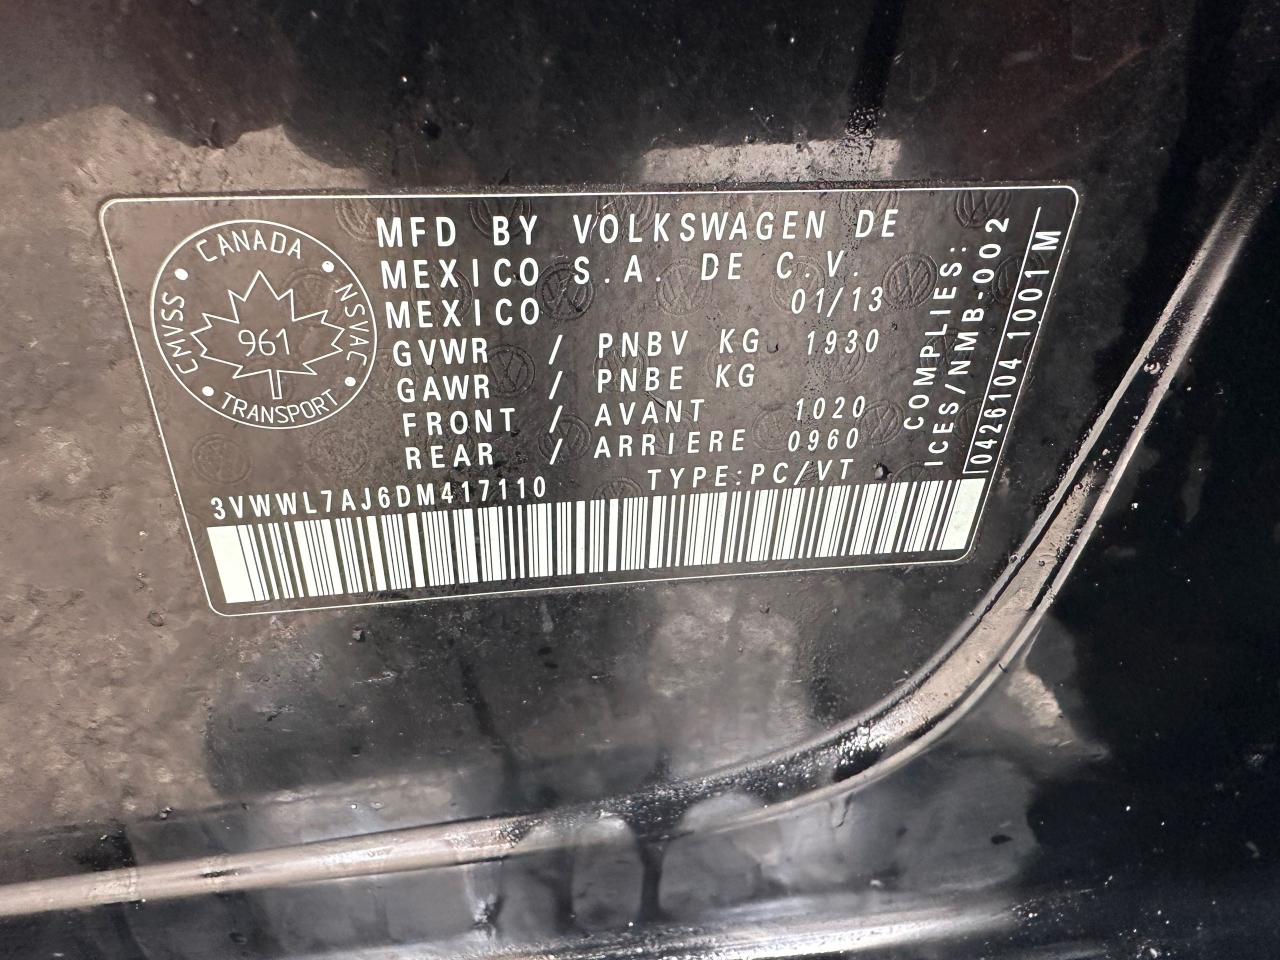 CANADA
CMVSS
NSVAC
961
TRANSPORT
MFD BY VOLKSWAGEN DE
MEXICO S.A. DE C.V.
MEXICO 01/13
GVWR / PNBV KG 1930
GAWR / PNBE KG
FRONT / AVANT 1020
REAR / ARRIERE 0960
3VWWL7AJ6DM417110 TYPE:PC/VT
COMPLIES:
ICES/NMB-002
0426104 1001 M